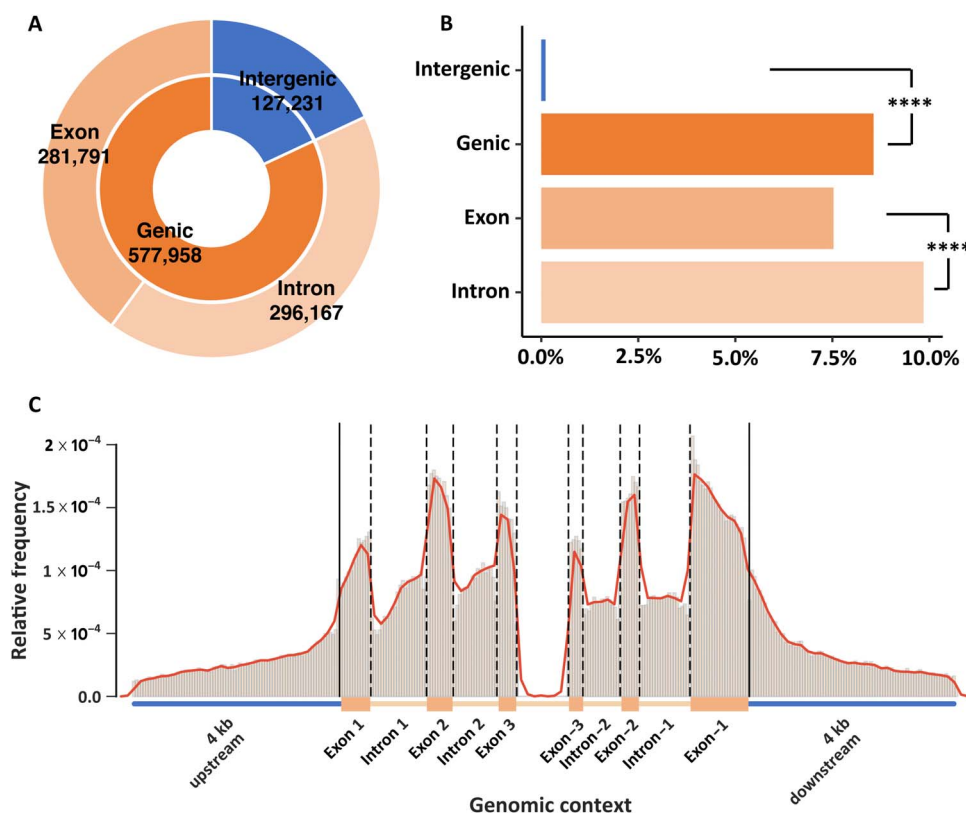 A
Intergenic
127,231
Exon
281,791
Genic
577,958
Intron
296,167
B
Intergenic
Genic
Exon
Intron
****
****
0.0% 2.5% 5.0% 7.5% 10.0%
C
Relative frequency
2 × 10⁻⁴
1.5 × 10⁻⁴
1 × 10⁻⁴
5 × 10⁻⁴
0.0
4 kb
upstream
Exon 1
Intron 1
Exon 2
Intron 2
Exon 3
Exon−3
Intron−2
Exon−2
Intron−1
Exon−1
4 kb
downstream
Genomic context